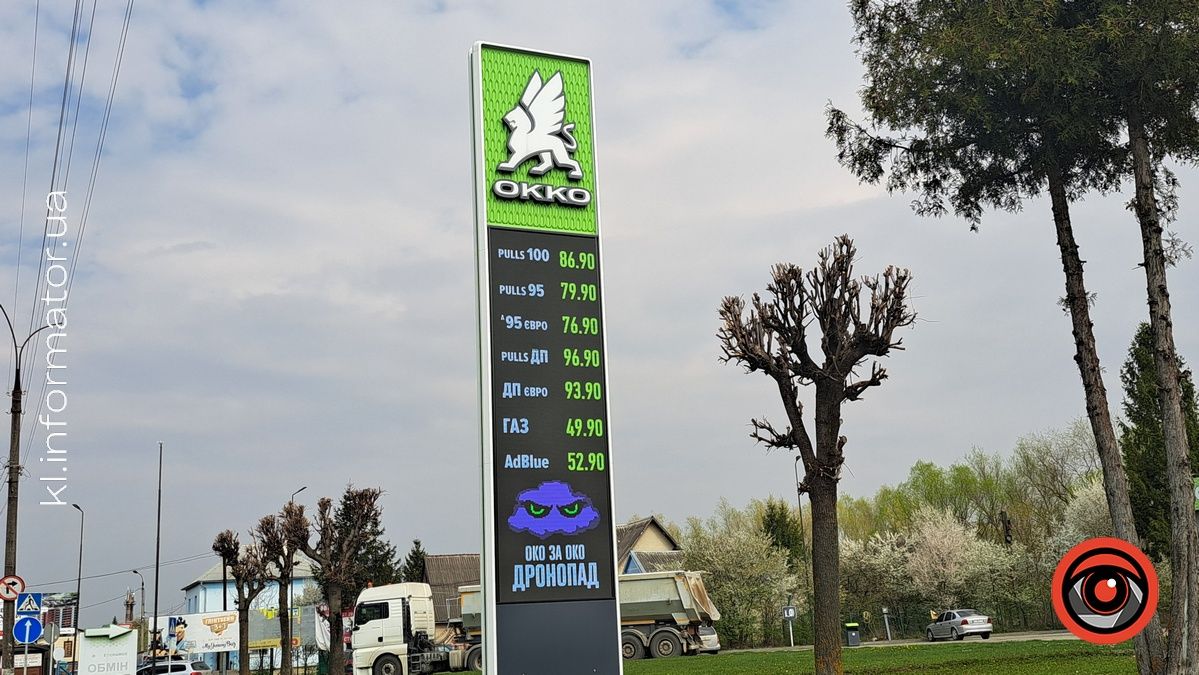 OKKO
PULLS 100 86.90
PULLS 95 79.90
95 ЄВРО 76.90
PULLS ДП 96.90
ДП ЄВРО 93.90
ГАЗ 49.90
AdBlue 52.90
ОКО ЗА ОКО
ДРОНОПАД
kl.informator.ua
ОБМІН